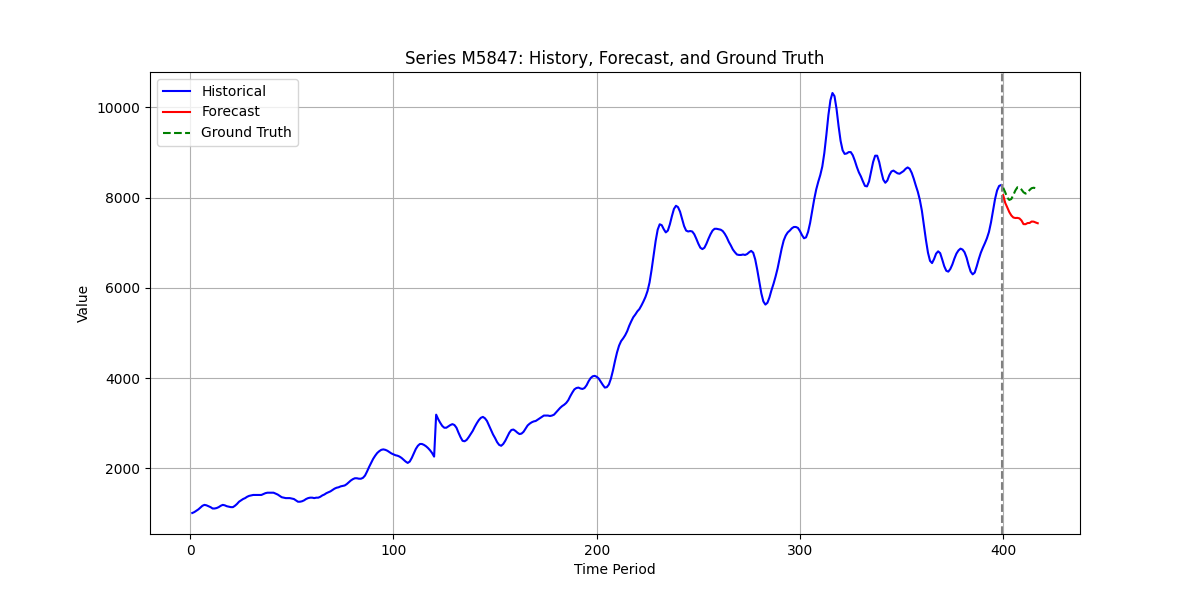 Series M5847: History, Forecast, and Ground Truth
Historical
Forecast
Ground Truth
10000
8000
6000
4000
2000
Value
0
100
200
300
400
Time Period